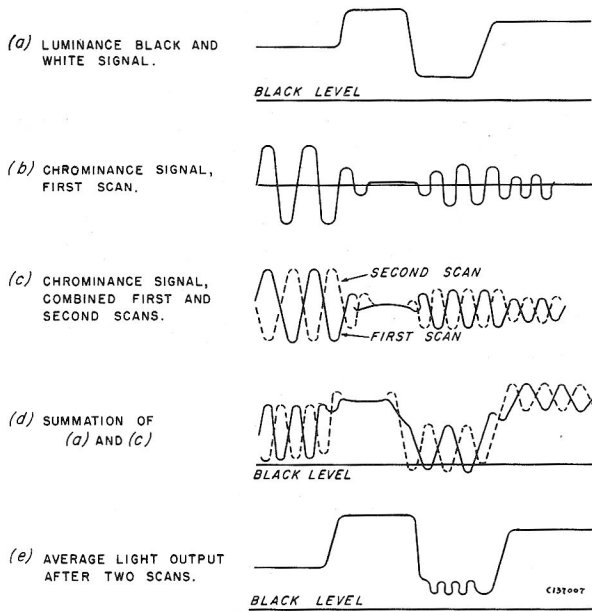 (a) LUMINANCE BLACK AND
WHITE SIGNAL.
BLACK LEVEL
(b) CHROMINANCE SIGNAL,
FIRST SCAN.
(c) CHROMINANCE SIGNAL,
COMBINED FIRST AND
SECOND SCANS.
SECOND SCAN
FIRST SCAN
(d) SUMMATION OF
(a) AND (c)
BLACK LEVEL
(e) AVERAGE LIGHT OUTPUT
AFTER TWO SCANS.
C137007
BLACK LEVEL